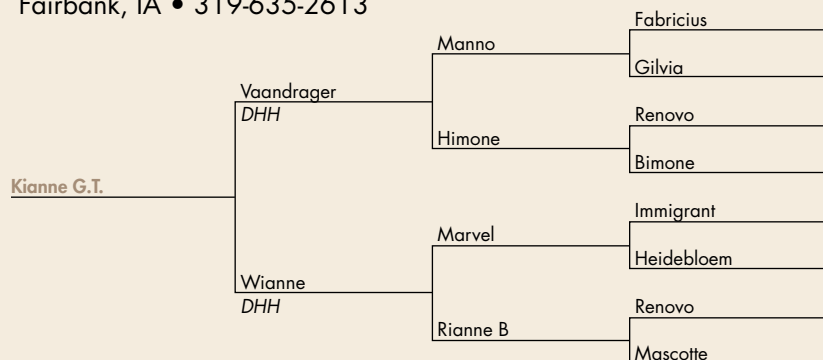 Fairbank, IA • 319-635-2613
Fabricius
Manno
Gilvia
Vaandrager
DHH
Renovo
Himone
Bimone
Kianne G.T.
Immigrant
Marvel
Heidebloem
Wianne
DHH
Renovo
Rianne B
Mascotte